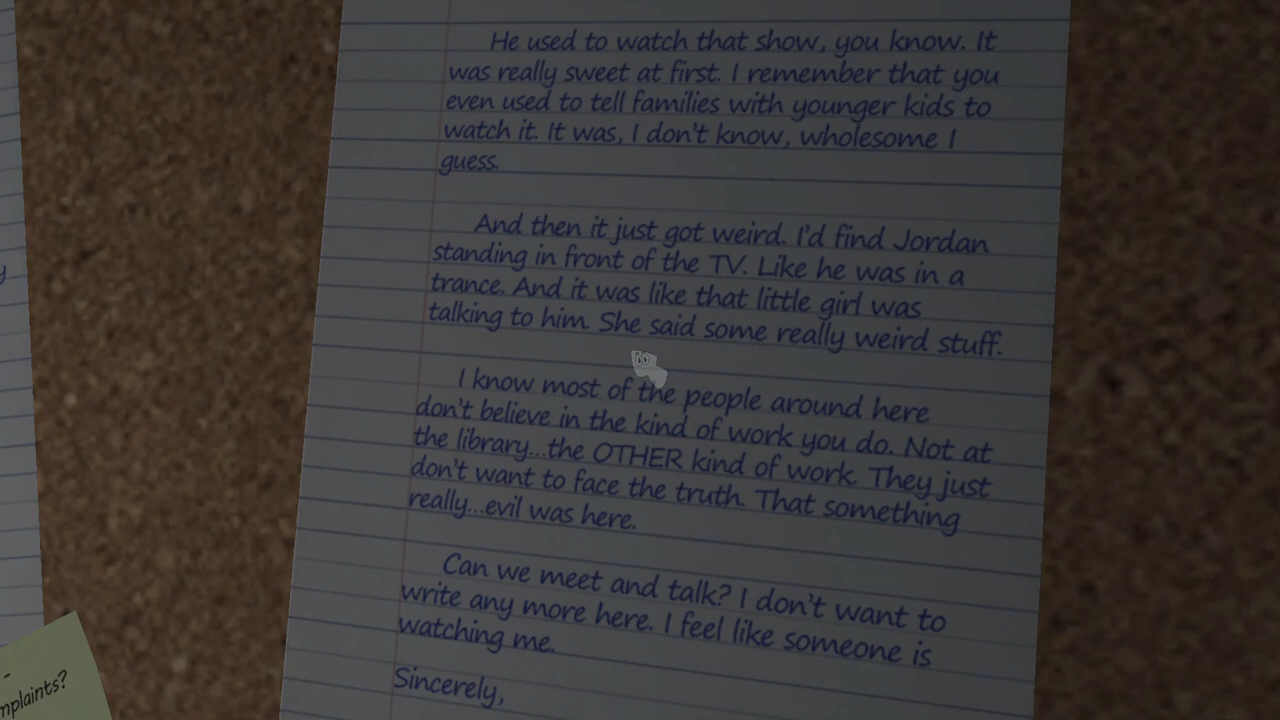 He used to watch that show, you know. It
was really sweet at first. I remember that you
even used to tell families with younger kids to
watch it. It was, I don't know, wholesome I
guess.
And then it just got weird. I'd find Jordan
standing in front of the TV. Like he was in a
trance. And it was like that little girl was
talking to him. She said some really weird stuff.
I know most of the people around here
don't believe in the kind of work you do. Not at
the library...the OTHER kind of work. They just
don't want to face the truth. That something
really...evil was here.
Can we meet and talk? I don't want to
write any more here. I feel like someone is
watching me.
Sincerely,